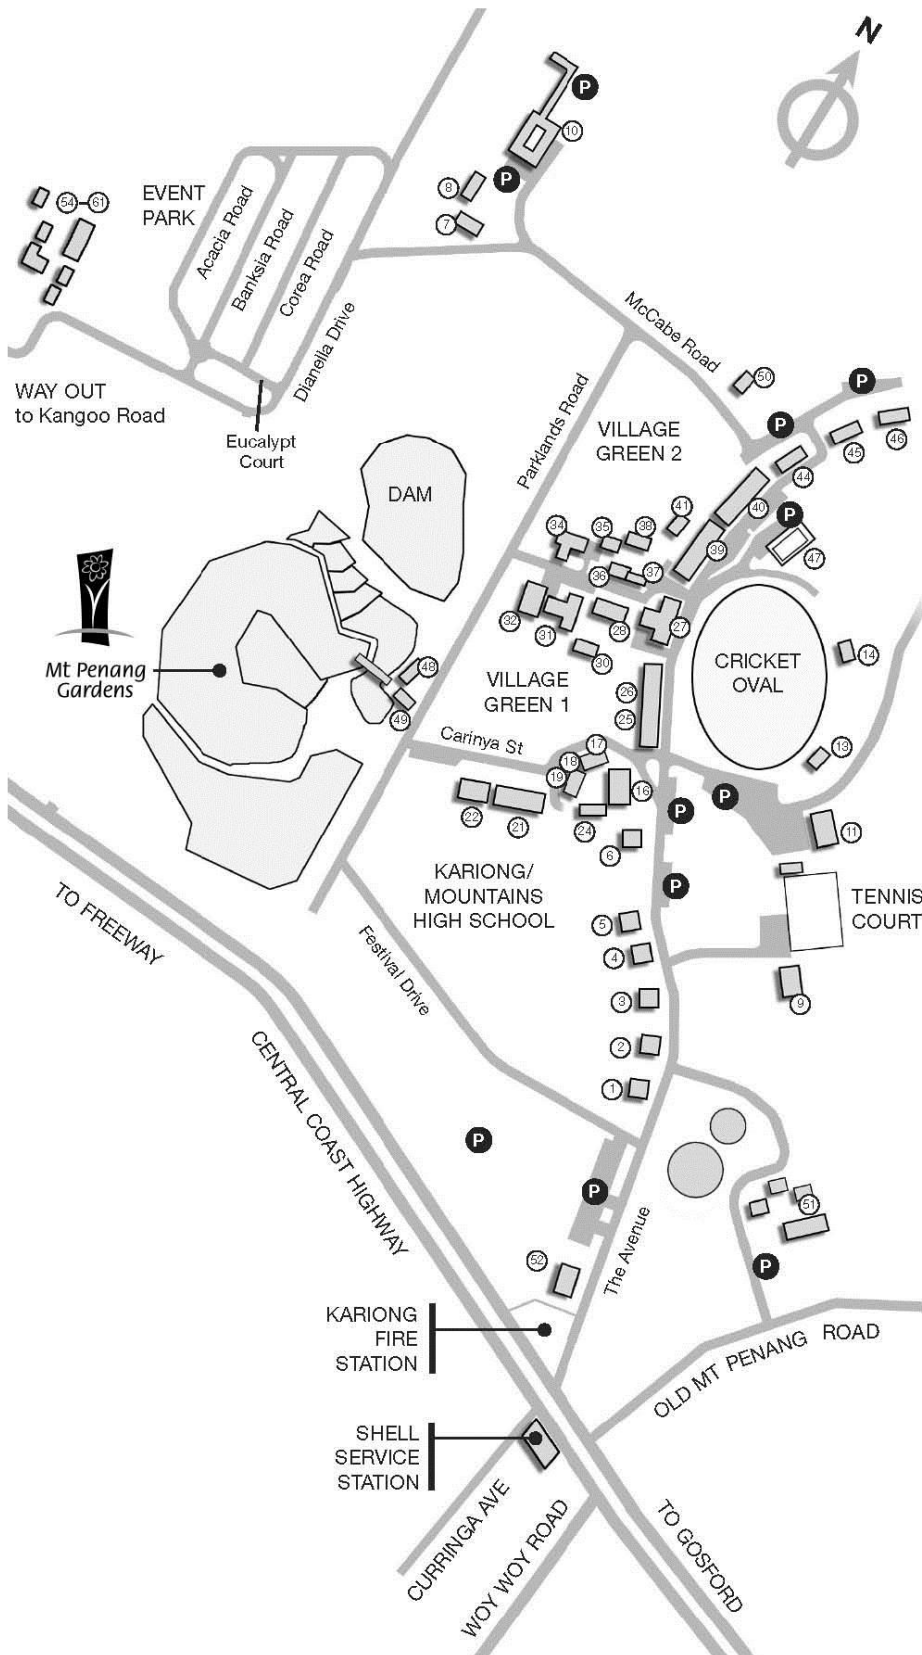 N
P
10
P
8
7
54
61
EVENT
PARK
Acacia Road
Banksia Road
Corea Road
Dianella Drive
McCabe Road
WAY OUT
to Kangoo Road
Eucalypt
Court
Parklands Road
50
P
P
46
45
44
VILLAGE
GREEN 2
DAM
41
40
P
47
34
35
38
39
36
37
32
31
28
27
30
Mt Penang
Gardens
48
49
VILLAGE
GREEN 1
26
25
CRICKET
OVAL
14
13
Carinya St
17
18
19
16
22
21
24
6
P
P
11
P
KARIONG/
MOUNTAINS
HIGH SCHOOL
TENNIS
COURT
5
4
3
2
1
9
TO FREEWAY
Festival Drive
CENTRAL COAST HIGHWAY
P
P
The Avenue
51
P
52
KARIONG
FIRE
STATION
OLD MT PENANG ROAD
SHELL
SERVICE
STATION
CURRINGA AVE
WOY WOY ROAD
TO GOSFORD